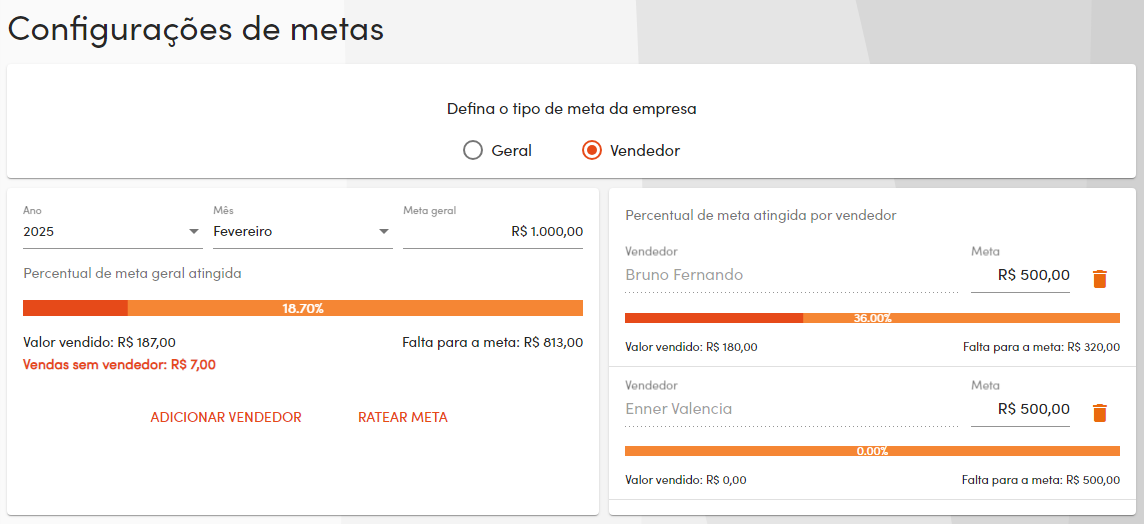 Configurações de metas
Defina o tipo de meta da empresa
Geral Vendedor
Ano Mês Meta geral
2025 Fevereiro R$ 1.000,00
Percentual de meta geral atingida
18.70%
Valor vendido: R$ 187,00 Falta para a meta: R$ 813,00
Vendas sem vendedor: R$ 7,00
ADICIONAR VENDEDOR RATEAR META
Percentual de meta atingida por vendedor
Vendedor Meta
Bruno Fernando R$ 500,00
36.00%
Valor vendido: R$ 180,00 Falta para a meta: R$ 320,00
Vendedor Meta
Enner Valencia R$ 500,00
0.00%
Valor vendido: R$ 0,00 Falta para a meta: R$ 500,00